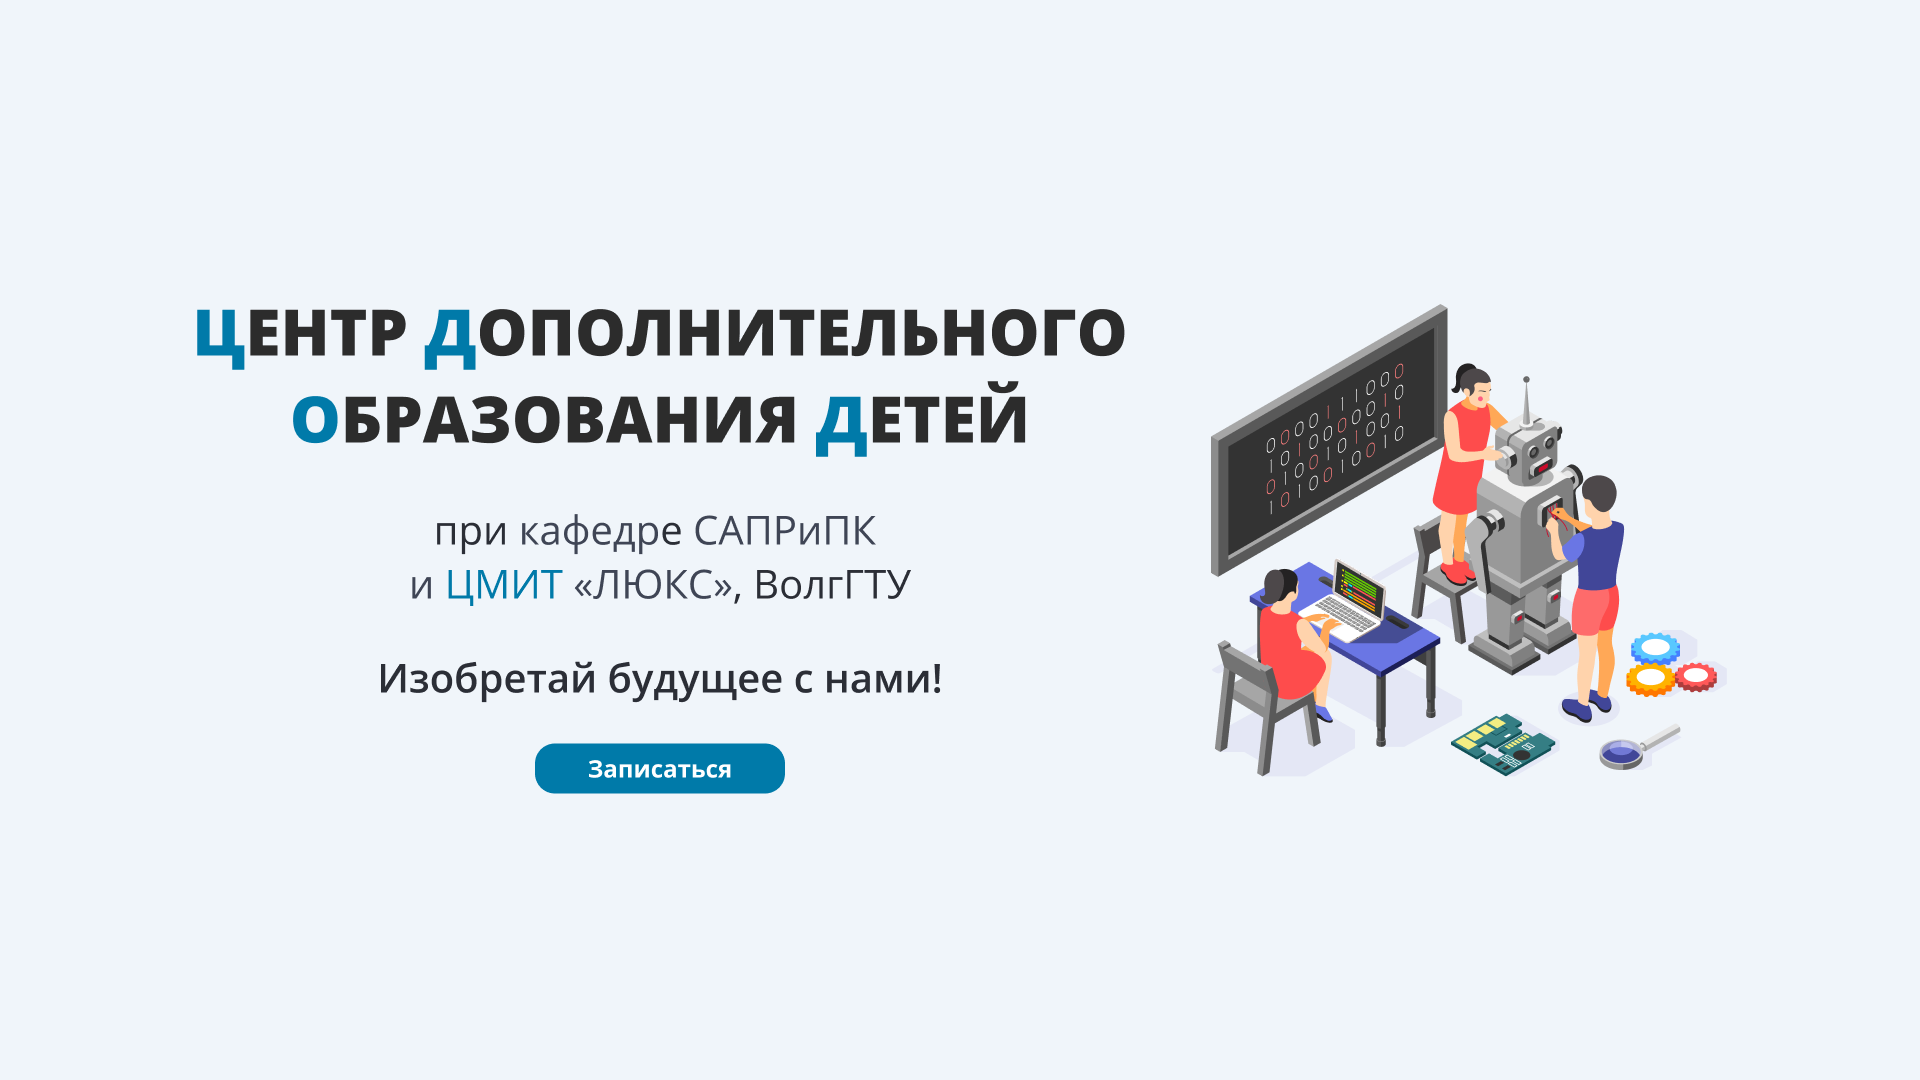 ЦЕНТР ДОПОЛНИТЕЛЬНОГО
ОБРАЗОВАНИЯ ДЕТЕЙ
при кафедре САПРиПК
и ЦМИТ «ЛЮКС», ВолгГТУ
Изобретай будущее с нами!
Записаться